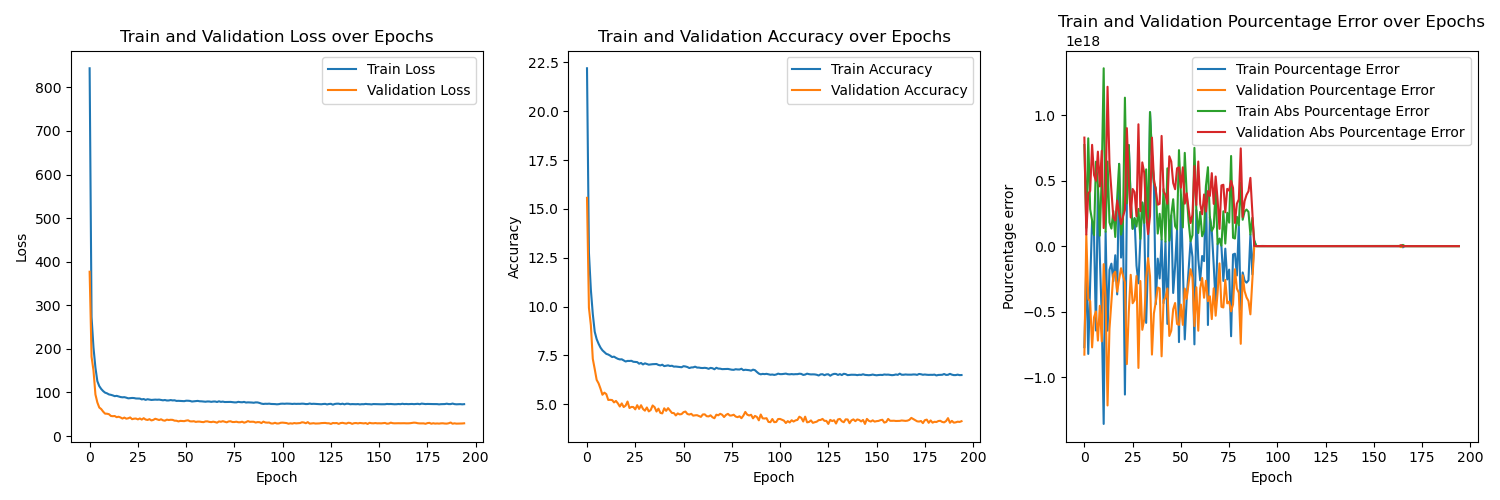 Train and Validation Loss over Epochs
Train Loss
Validation Loss
800
700
600
500
400
300
200
100
0
Loss
0 25 50 75 100 125 150 175 200
Epoch
Train and Validation Accuracy over Epochs
Train Accuracy
Validation Accuracy
22.5
20.0
17.5
15.0
12.5
10.0
7.5
5.0
Accuracy
0 25 50 75 100 125 150 175 200
Epoch
Train and Validation Pourcentage Error over Epochs
1e18
Train Pourcentage Error
Validation Pourcentage Error
Train Abs Pourcentage Error
Validation Abs Pourcentage Error
1.0
0.5
0.0
−0.5
−1.0
Pourcentage error
0 25 50 75 100 125 150 175 200
Epoch